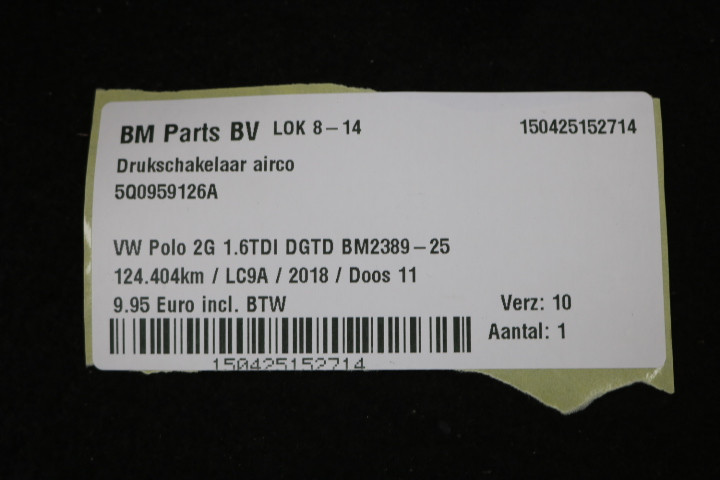 BM Parts BV LOK 8-14 150425152714
Drukschakelaar airco
5Q0959126A
VW Polo 2G 1.6TDI DGTD BM2389-25
124.404km / LC9A / 2018 / Doos 11
9.95 Euro incl. BTW Verz: 10
Aantal: 1
150425152714